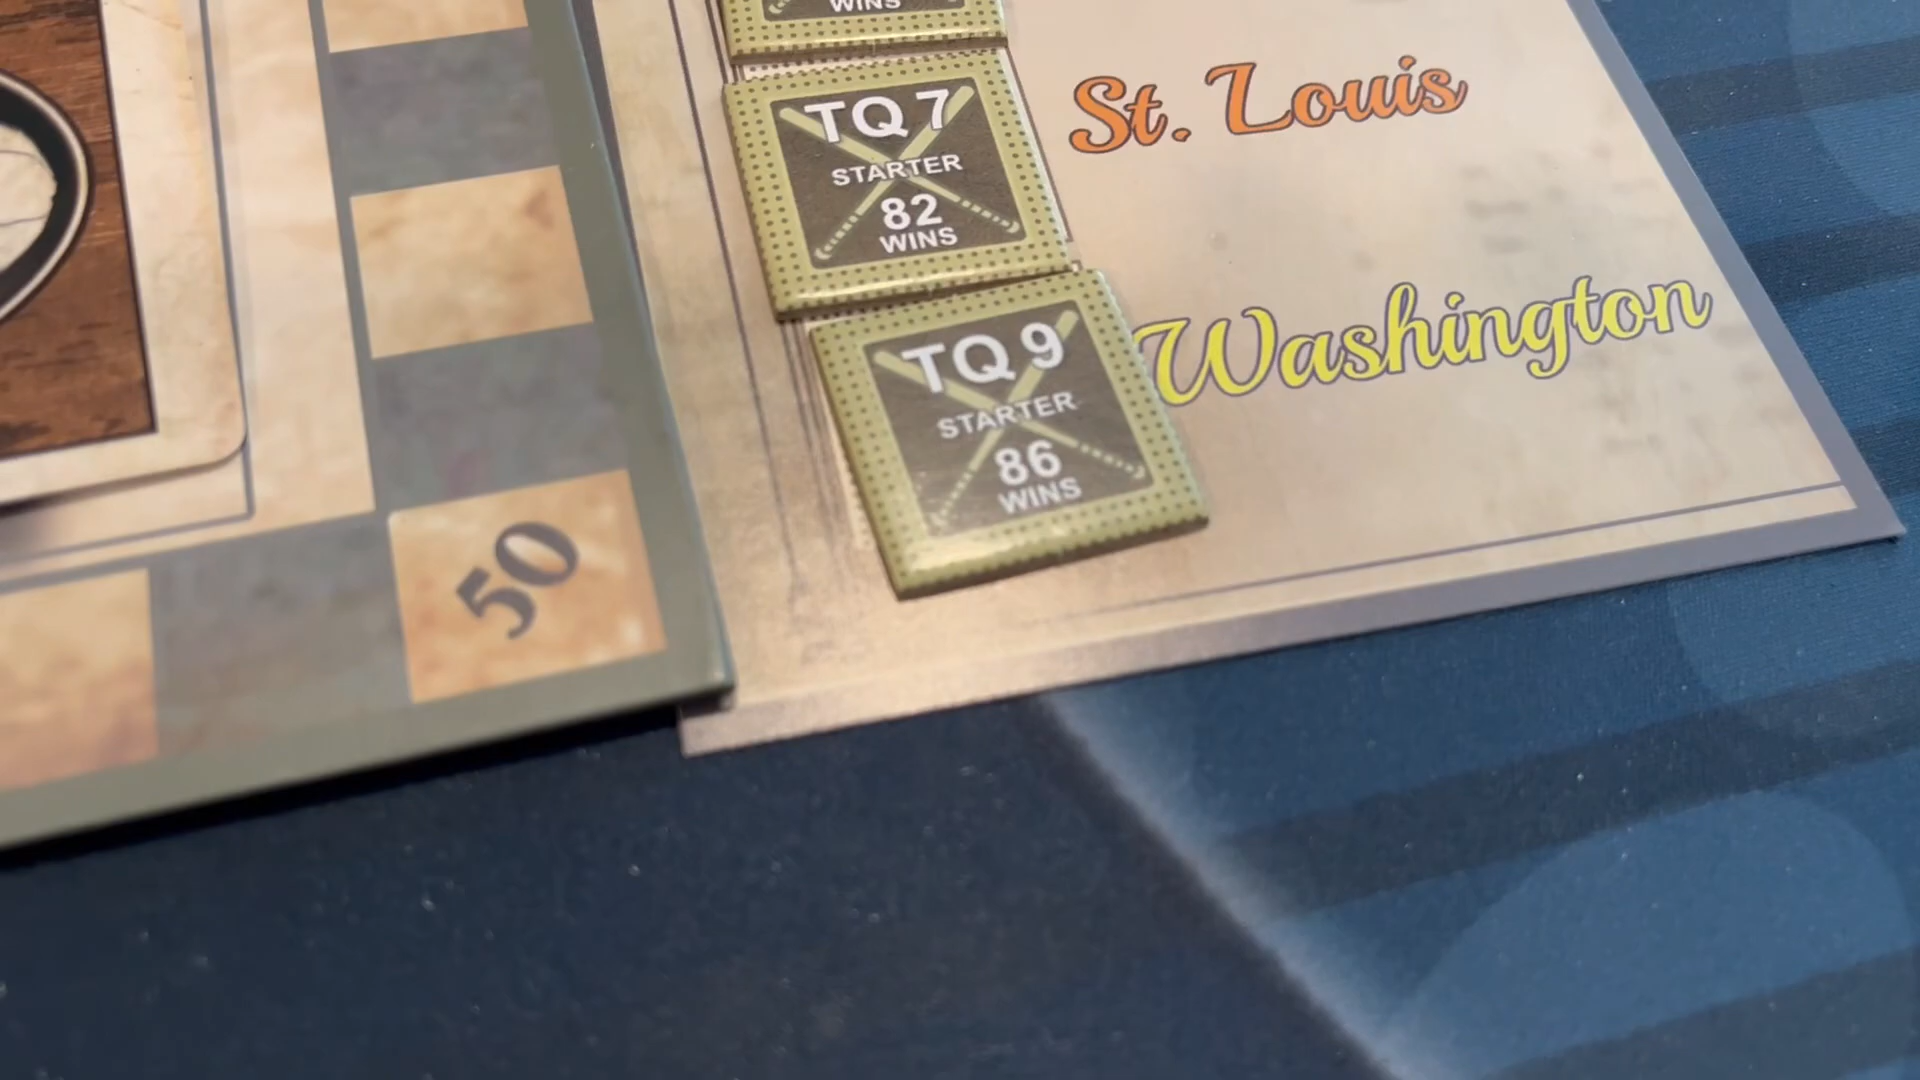 WINS
TQ 7
STARTER
82
WINS
St. Louis
TQ 9
STARTER
86
WINS
Washington
50